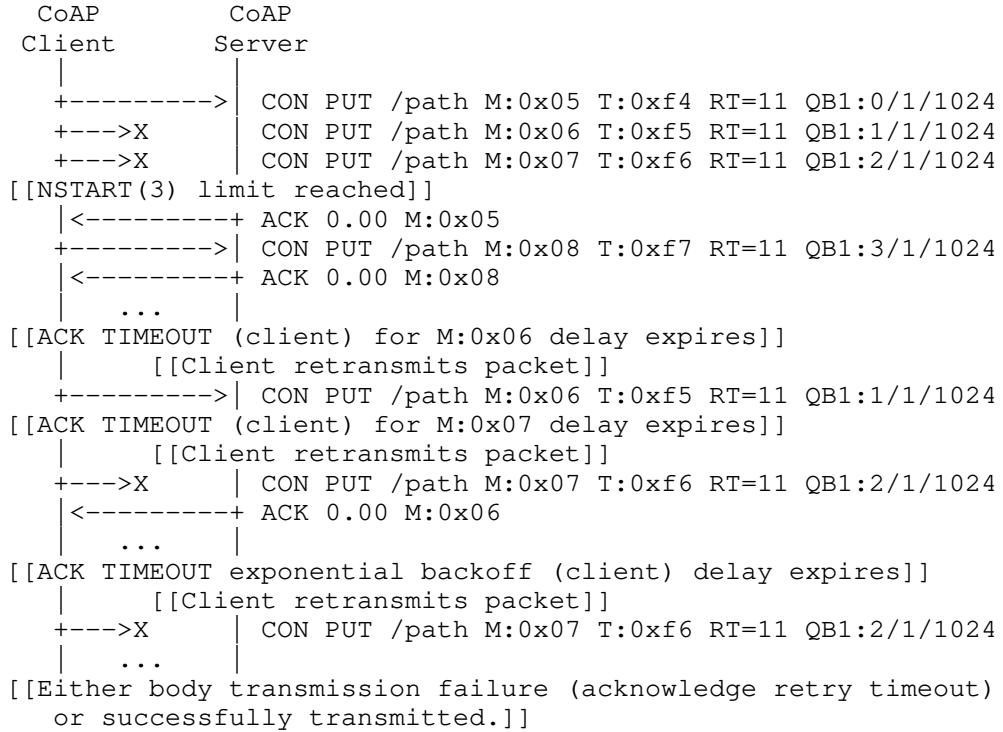 CoAP        CoAP
 Client      Server
   |          |
   +--------->| CON PUT /path M:0x05 T:0xf4 RT=11 QB1:0/1/1024
   +--->X     | CON PUT /path M:0x06 T:0xf5 RT=11 QB1:1/1/1024
   +--->X     | CON PUT /path M:0x07 T:0xf6 RT=11 QB1:2/1/1024
[[NSTART(3) limit reached]]
   |<---------+ ACK 0.00 M:0x05
   +--------->| CON PUT /path M:0x08 T:0xf7 RT=11 QB1:3/1/1024
   |<---------+ ACK 0.00 M:0x08
   |   ...    |
[[ACK TIMEOUT (client) for M:0x06 delay expires]]
   |     [[Client retransmits packet]]
   +--------->| CON PUT /path M:0x06 T:0xf5 RT=11 QB1:1/1/1024
[[ACK TIMEOUT (client) for M:0x07 delay expires]]
   |     [[Client retransmits packet]]
   +--->X     | CON PUT /path M:0x07 T:0xf6 RT=11 QB1:2/1/1024
   |<---------+ ACK 0.00 M:0x06
   |   ...    |
[[ACK TIMEOUT exponential backoff (client) delay expires]]
   |     [[Client retransmits packet]]
   +--->X     | CON PUT /path M:0x07 T:0xf6 RT=11 QB1:2/1/1024
   |   ...    |
[[Either body transmission failure (acknowledge retry timeout)
   or successfully transmitted.]]